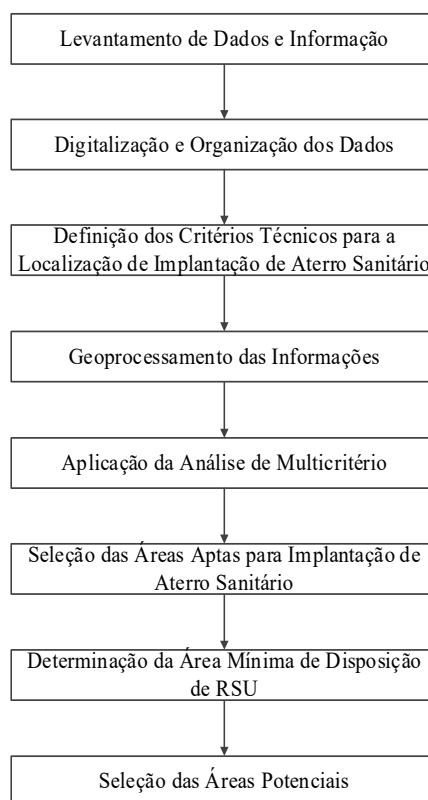 Levantamento de Dados e Informação
Digitalização e Organização dos Dados
Definição dos Critérios Técnicos para a
Localização de Implantação de Aterro Sanitário
Geoprocessamento das Informações
Aplicação da Análise de Multicritério
Seleção das Áreas Aptas para Implantação de
Aterro Sanitário
Determinação da Área Mínima de Disposição
de RSU
Seleção das Áreas Potenciais